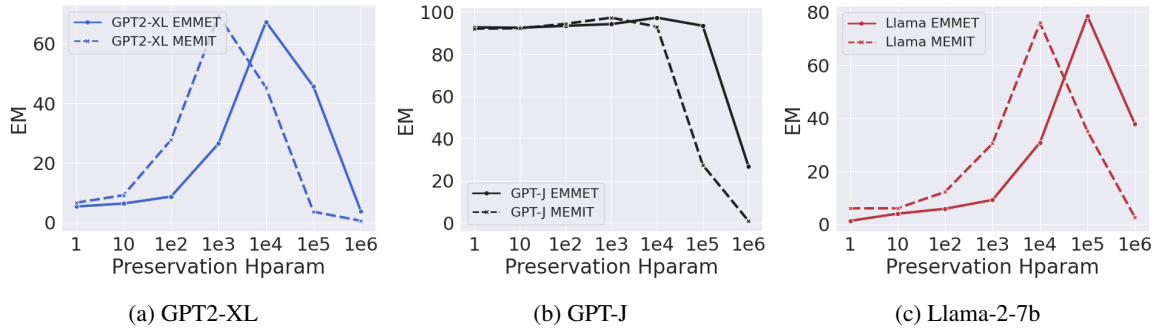 EM
60
40
20
0
GPT2-XL EMMET
GPT2-XL MEMIT
1 10 1e2 1e3 1e4 1e5 1e6
Preservation Hparam
(a) GPT2-XL
EM
100
80
60
40
20
0
GPT-J EMMET
GPT-J MEMIT
1 10 1e2 1e3 1e4 1e5 1e6
Preservation Hparam
(b) GPT-J
EM
80
60
40
20
0
Llama EMMET
Llama MEMIT
1 10 1e2 1e3 1e4 1e5 1e6
Preservation Hparam
(c) Llama-2-7b